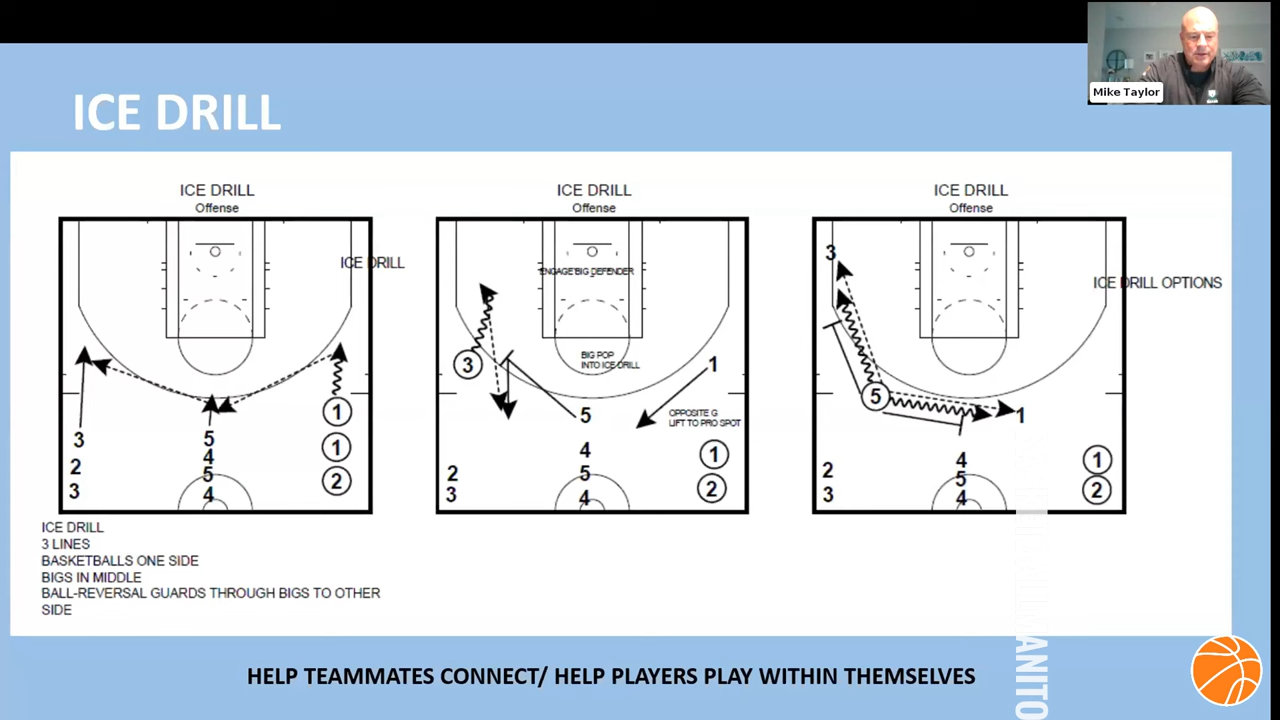 Mike Taylor
ICE DRILL
ICE DRILL
Offense
ICE DRILL
3
2
3
5
4
5
4
1
1
2
ICE DRILL
3 LINES
BASKETBALLS ONE SIDE
BIGS IN MIDDLE
BALL-REVERSAL GUARDS THROUGH BIGS TO OTHER
SIDE
ICE DRILL
Offense
ENGAGE BIG DEFENDER
BIG POP
INTO ICE DRILL
3
1
5
OPPOSITE G
LIFT TO PRO SPOT
4
5
4
2
3
1
2
ICE DRILL
Offense
3
ICE DRILL OPTIONS
5
1
4
5
4
2
3
1
2
HELP TEAMMATES CONNECT/ HELP PLAYERS PLAY WITHIN THEMSELVES